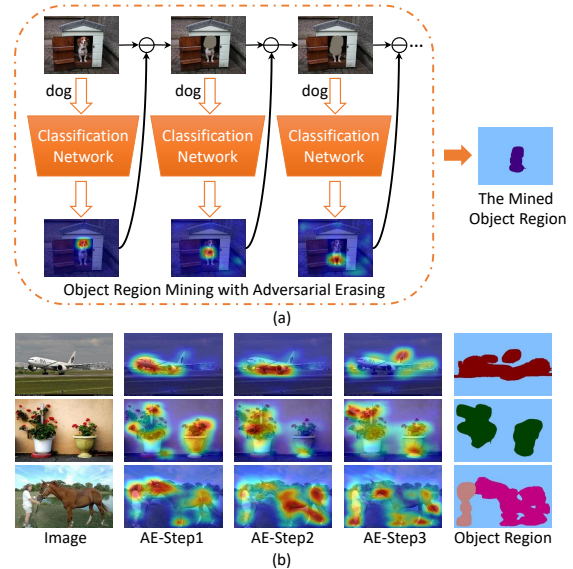 dog
dog
dog
Classification
Network
Classification
Network
Classification
Network
...
The Mined
Object Region
Object Region Mining with Adversarial Erasing
(a)
Image
AE-Step1
AE-Step2
AE-Step3
Object Region
(b)